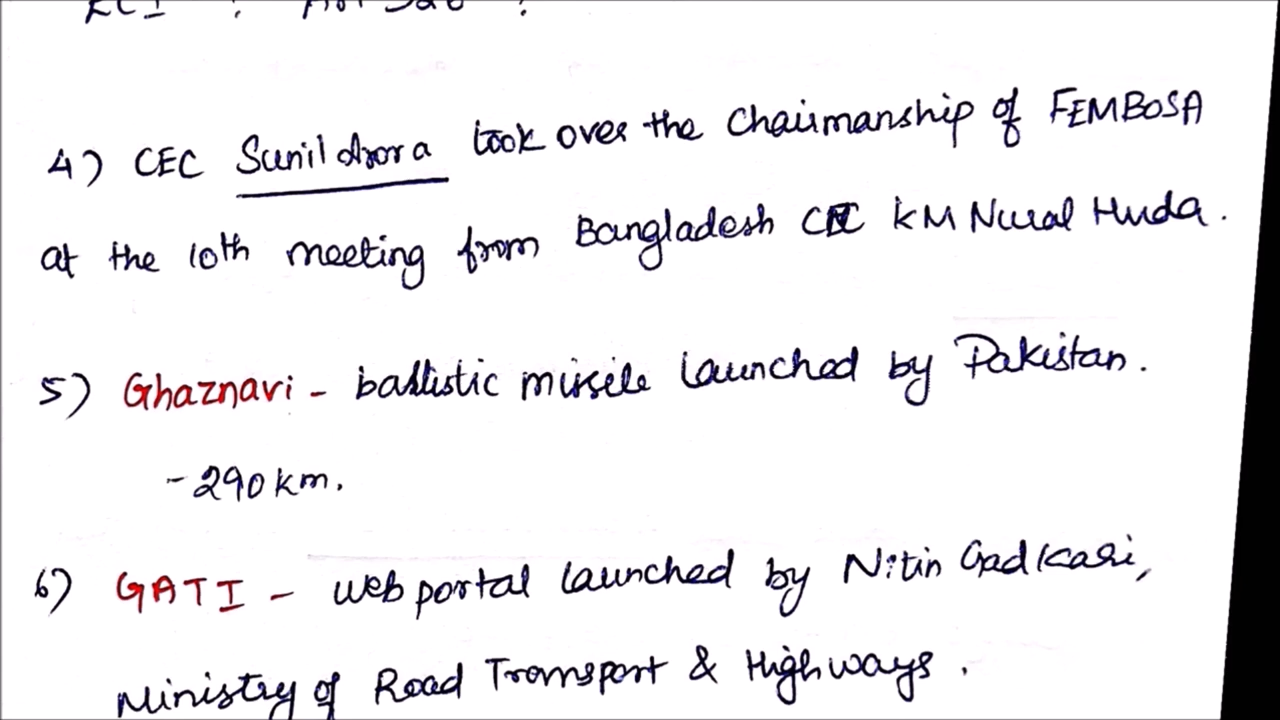 4) CEC Sunil Arora took over the Chairmanship of FEMBoSA
at the 10th meeting from Bangladesh CEC KM Nural Huda.
5) Ghaznavi - ballistic missile launched by Pakistan.
- 290 km.
6) GATI - web portal launched by Nitin Gadkari,
Ministry of Road Transport & Highways.